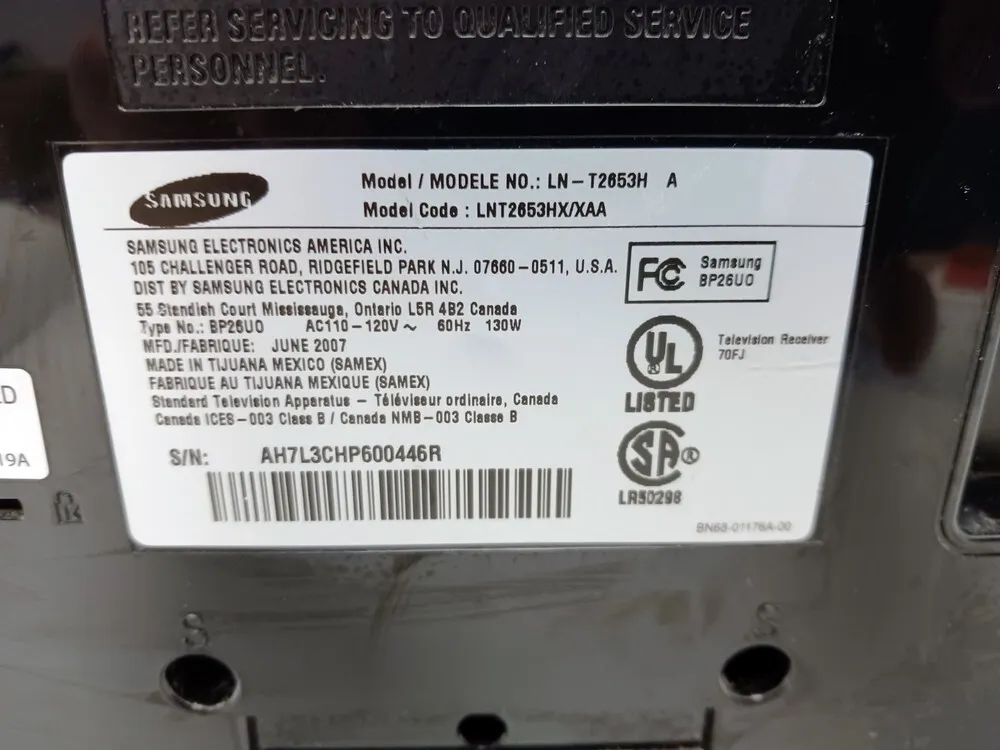 REFER SERVICING TO QUALIFIED SERVICE
PERSONNEL.
SAMSUNG
Model / MODELE NO.: LN-T2653H A
Model Code : LNT2653HX/XAA
SAMSUNG ELECTRONICS AMERICA INC.
105 CHALLENGER ROAD, RIDGEFIELD PARK N.J. 07660-0511, U.S.A.
DIST BY SAMSUNG ELECTRONICS CANADA INC.
55 Standish Court Mississauga, Ontario L5R 4B2 Canada
Type No.: BP26UO AC110-120V ~ 60Hz 130W
MFD./FABRIQUE: JUNE 2007
MADE IN TIJUANA MEXICO (SAMEX)
FABRIQUE AU TIJUANA MEXIQUE (SAMEX)
Standard Television Apparatus - Téléviseur ordinaire, Canada
Canada ICES-003 Class B / Canada NMB-003 Classe B
S/N: AH7L3CHP600446R
FCC Samsung
BP26UO
UL ®
LISTED
Television Receiver
70FJ
SA ®
LR50298
BN68-01176A-00
19A
S
S